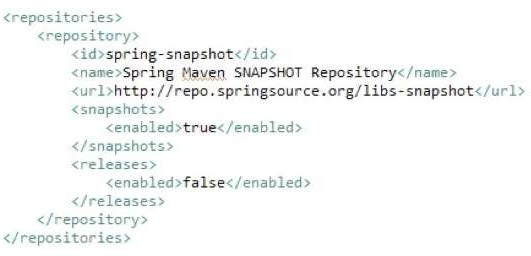 <repositories>
    <repository>
        <id>spring-snapshot</id>
        <name>Spring Maven SNAPSHOT Repository</name>
        <url>http://repo.springsource.org/libs-snapshot</url>
        <snapshots>
            <enabled>true</enabled>
        </snapshots>
        <releases>
            <enabled>false</enabled>
        </releases>
    </repository>
</repositories>